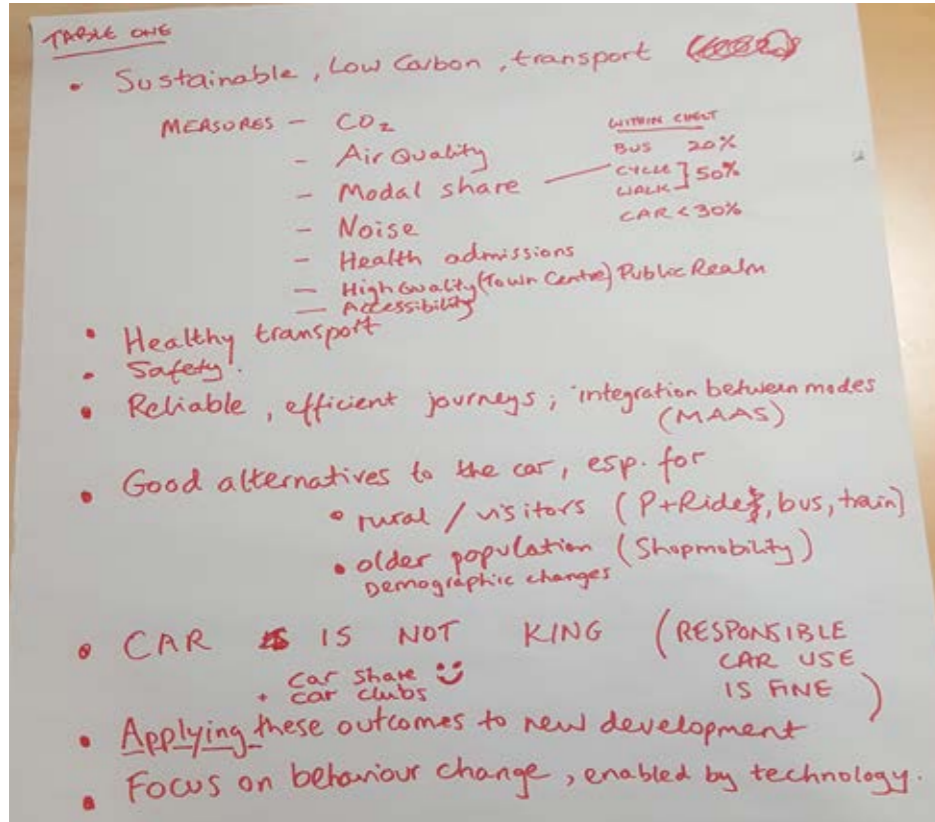 TABLE ONE
• Sustainable, Low Carbon, transport
MEASURES - CO2
- Air Quality
- Modal share
WITHIN CHELT
BUS 20%
CYCLE ] 50%
WALK
CAR < 30%
- Noise
- Health admissions
- High Quality (Town Centre) Public Realm
- Accessibility
• Healthy transport
• Safety.
• Reliable, efficient journeys; integration between modes
(MAAS)
• Good alternatives to the car, esp. for
• rural / visitors (P+Ride, bus, train)
• older population (Shopmobility)
Demographic changes
• CAR IS NOT KING (RESPONSIBLE
CAR USE
IS FINE)
car share
+ car clubs
• Applying these outcomes to new development
• Focus on behaviour change, enabled by technology.